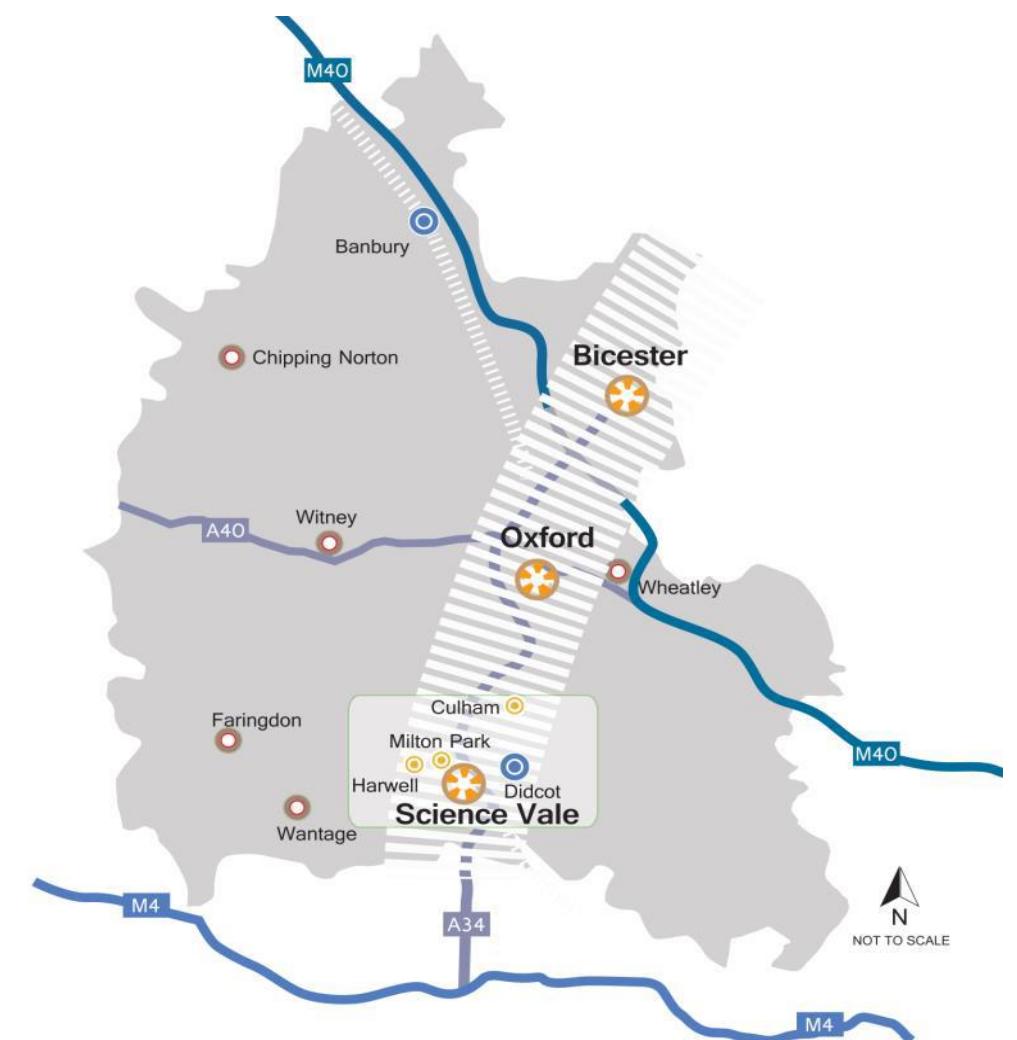 M40
Banbury
Chipping Norton
Bicester
Witney
A40
Oxford
Wheatley
Culham
Faringdon
Milton Park
M40
Harwell
Didcot
Science Vale
Wantage
M4
A34
N
NOT TO SCALE
M4